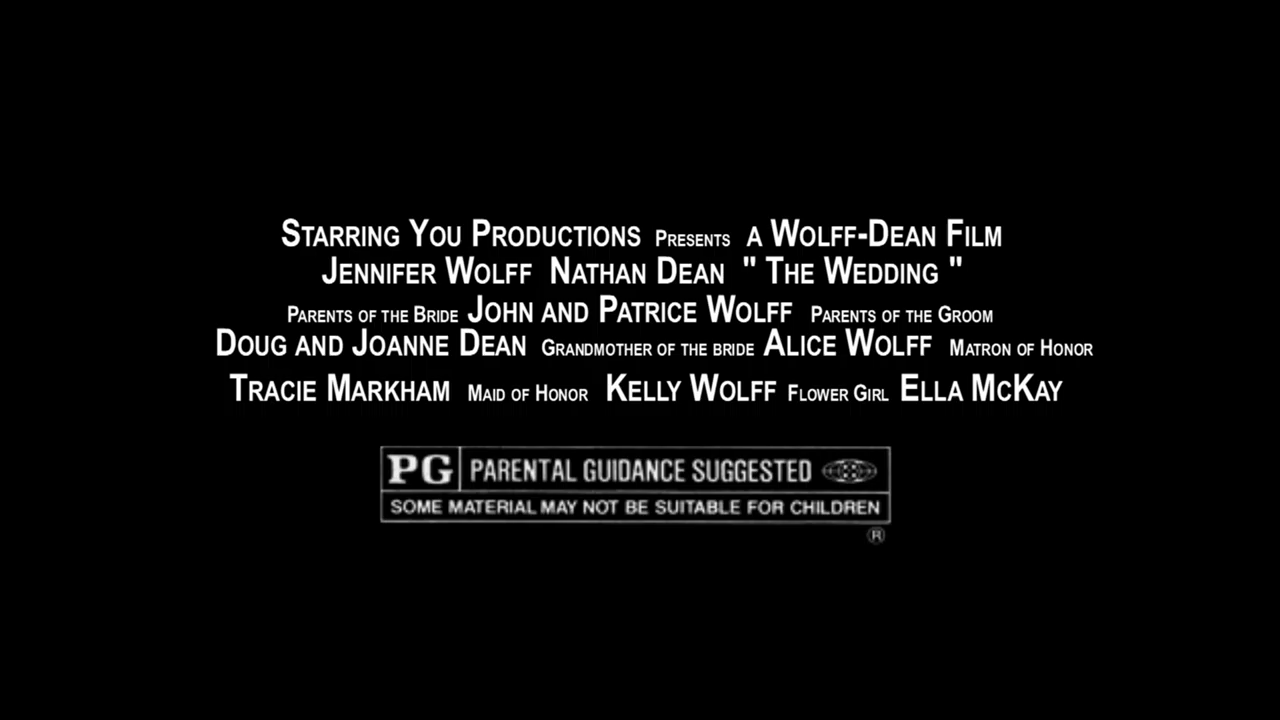 STARRING YOU PRODUCTIONS PRESENTS A WOLFF-DEAN FILM
JENNIFER WOLFF NATHAN DEAN " THE WEDDING "
PARENTS OF THE BRIDE JOHN AND PATRICE WOLFF PARENTS OF THE GROOM
DOUG AND JOANNE DEAN GRANDMOTHER OF THE BRIDE ALICE WOLFF MATRON OF HONOR
TRACIE MARKHAM MAID OF HONOR KELLY WOLFF FLOWER GIRL ELLA MCKAY
PG PARENTAL GUIDANCE SUGGESTED
SOME MATERIAL MAY NOT BE SUITABLE FOR CHILDREN
®